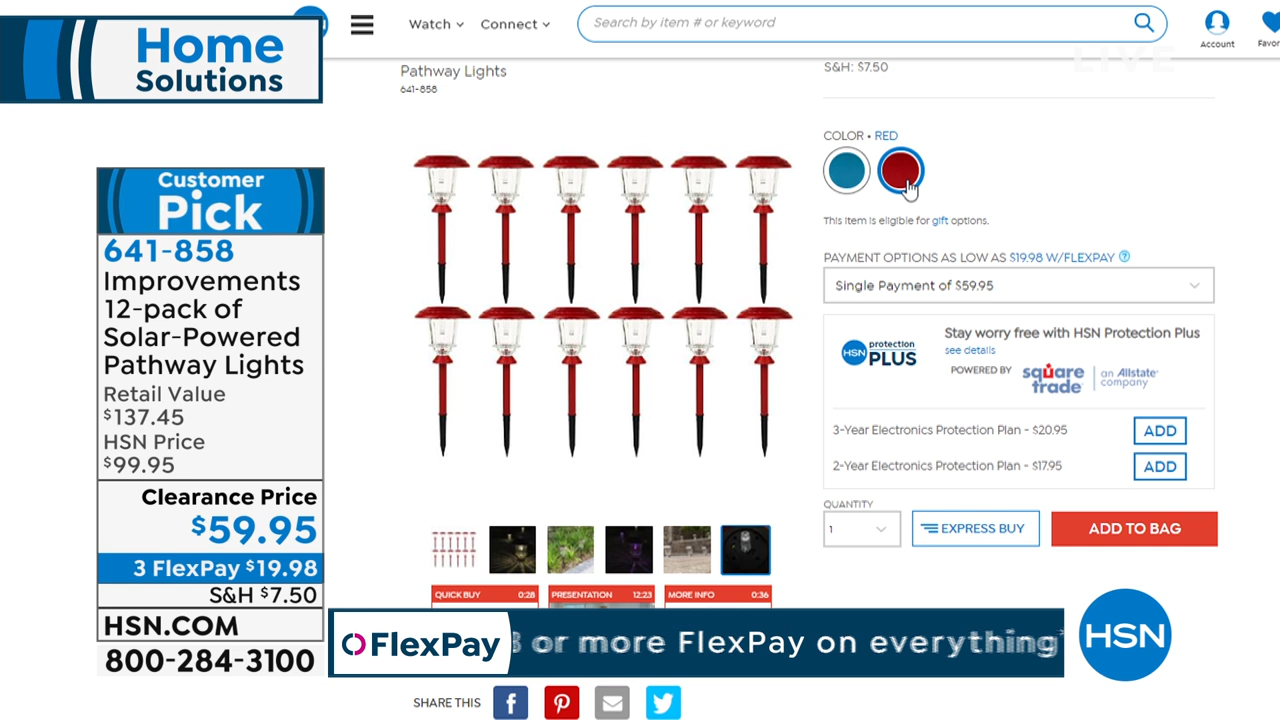 Home
Solutions
Watch
Connect
Search by item # or keyword
Account
LIVE
Pathway Lights
641-858
S&H: $7.50
COLOR • RED
This item is eligible for gift options.
PAYMENT OPTIONS AS LOW AS $19.98 W/FLEXPAY ?
Single Payment of $59.95
HSN protection PLUS
Stay worry free with HSN Protection Plus
see details
POWERED BY square trade an Allstate company
3-Year Electronics Protection Plan - $20.95
ADD
2-Year Electronics Protection Plan - $17.95
ADD
QUANTITY
1
EXPRESS BUY
ADD TO BAG
Customer
Pick
641-858
Improvements
12-pack of
Solar-Powered
Pathway Lights
Retail Value
$137.45
HSN Price
$99.95
Clearance Price
$59.95
3 FlexPay $19.98
S&H $7.50
HSN.COM
800-284-3100
QUICK BUY 0:28
PRESENTATION 12:23
MORE INFO 0:36
FlexPay
3 or more FlexPay on everything*
HSN
SHARE THIS